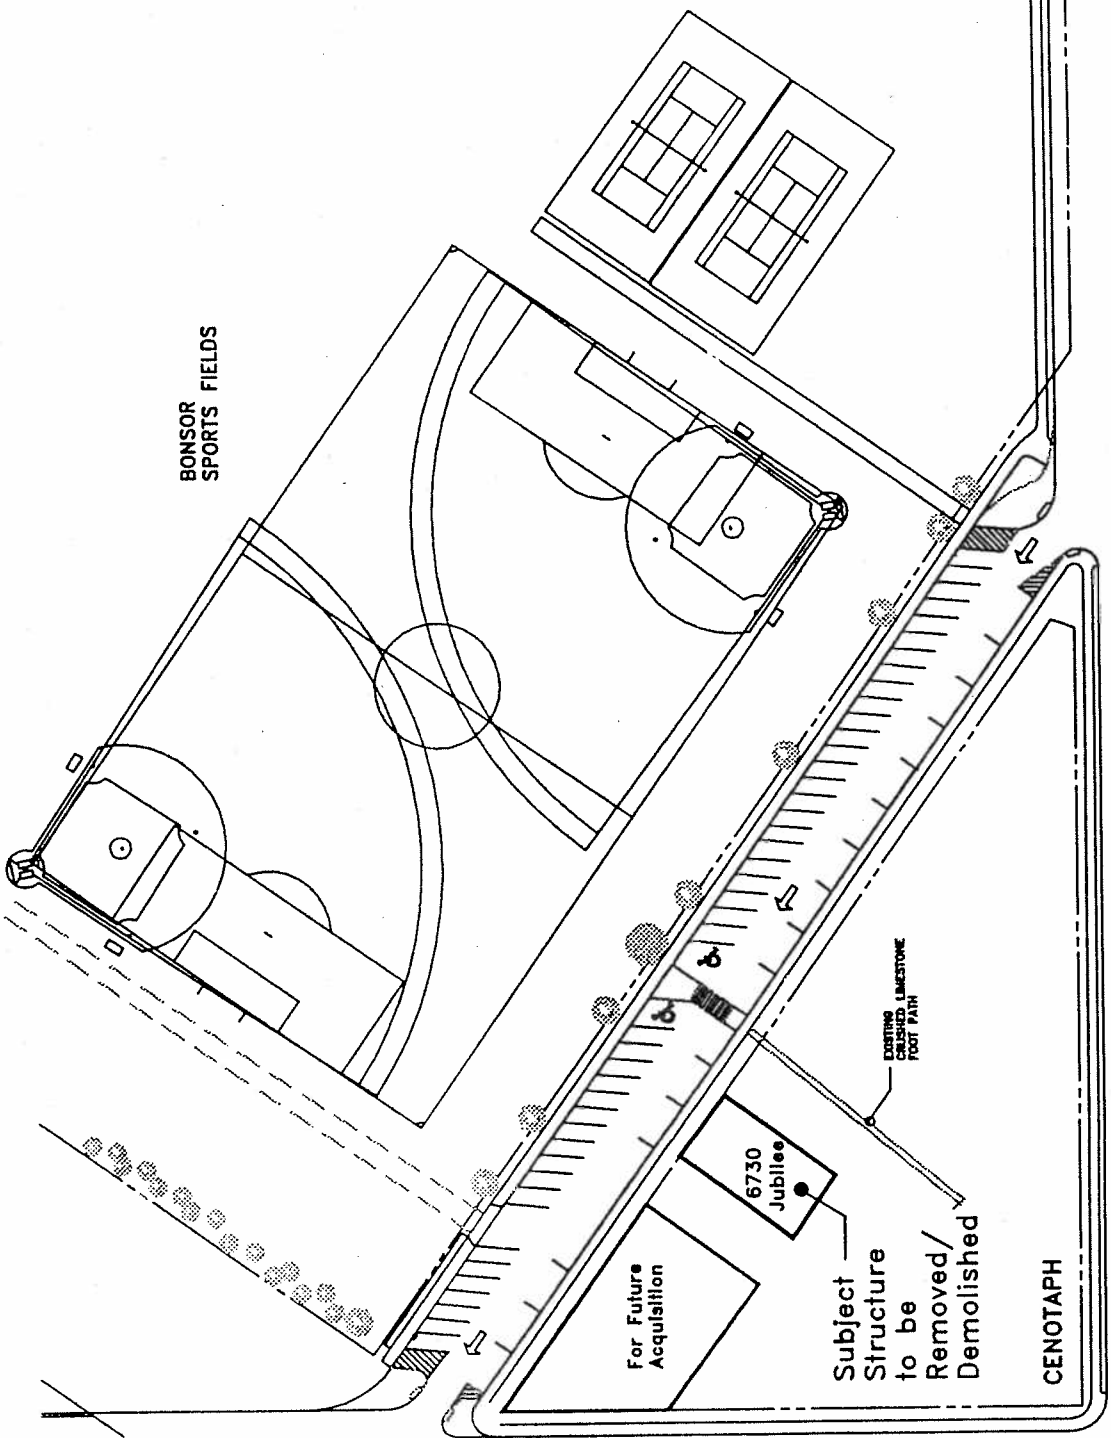 BONSOR
SPORTS FIELDS
EXISTING
CRUSHED LIMESTONE
FOOT PATH
6730
Jubilee
For Future
Acquisition
Subject
Structure
to be
Removed/
Demolished
CENOTAPH